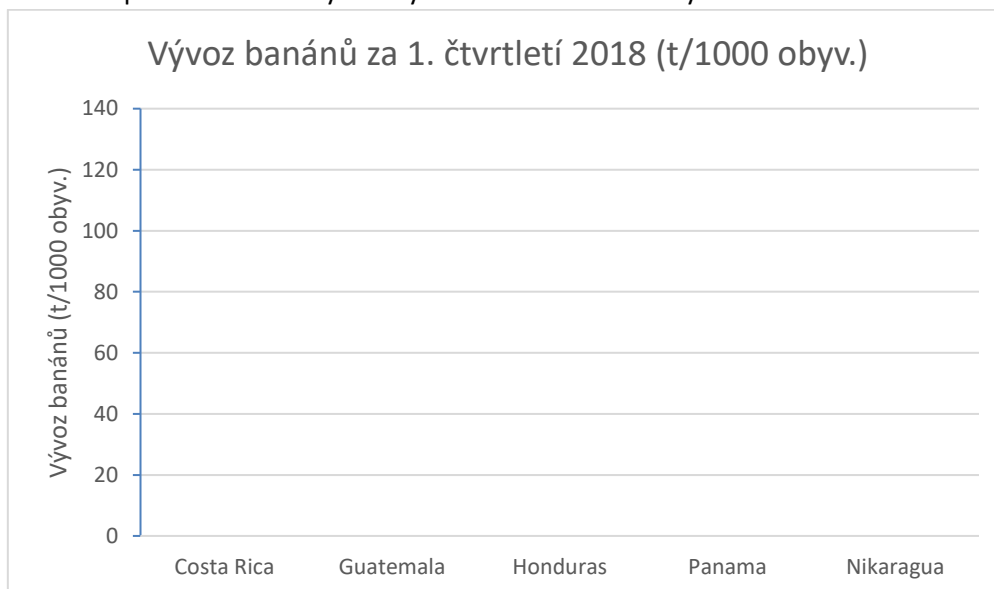 Vývoz banánů za 1. čtvrtletí 2018 (t/1000 obyv.)
Vývoz banánů (t/1000 obyv.)
140
120
100
80
60
40
20
0
Costa Rica Guatemala Honduras Panama Nikaragua